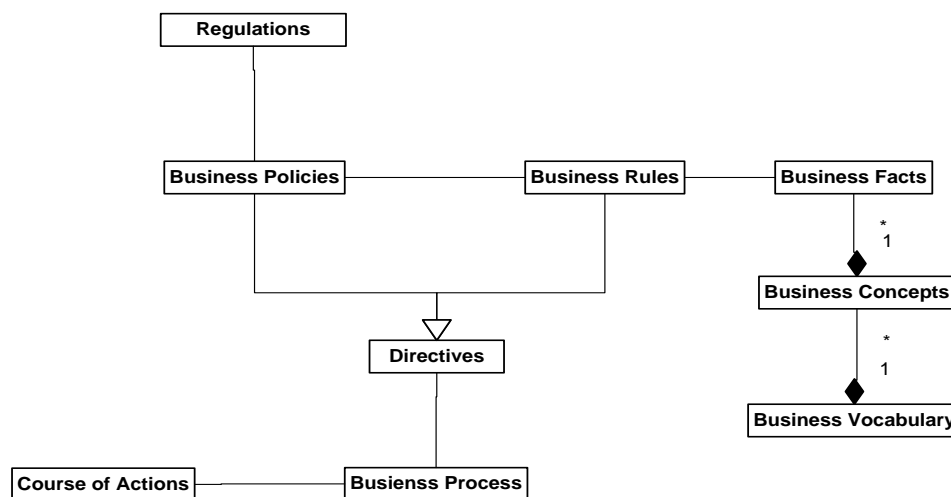 Regulations
Business Policies
Business Rules
Business Facts
*
1
Business Concepts
*
1
Directives
Business Vocabulary
Course of Actions
Busienss Process